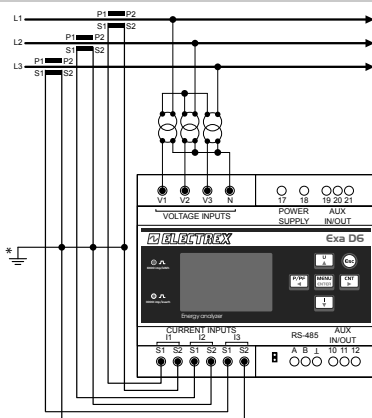 L1 P1 P2
S1 S2
L2 P1 P2
S1 S2
L3 P1 P2
S1 S2
V1 V2 V3 N
VOLTAGE INPUTS
17 18 19 20 21
POWER SUPPLY AUX IN/OUT
*
ELECTREX Exa D6
U Esc
P/PF MENU ENTER CNT
I
Energy analyzer
CURRENT INPUTS
I1 I2 I3
S1 S2 S1 S2 S1 S2
RS-485 AUX IN/OUT
A B ⊥ 10 11 12